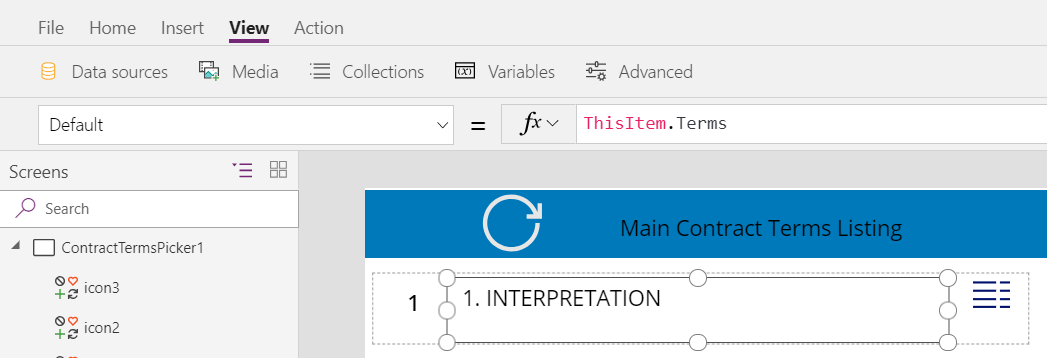 File Home Insert View Action
Data sources Media Collections (x) Variables Advanced
Default = fx ThisItem.Terms
Screens
Search
Main Contract Terms Listing
ContractTermsPicker1
1 1. INTERPRETATION
icon3
icon2